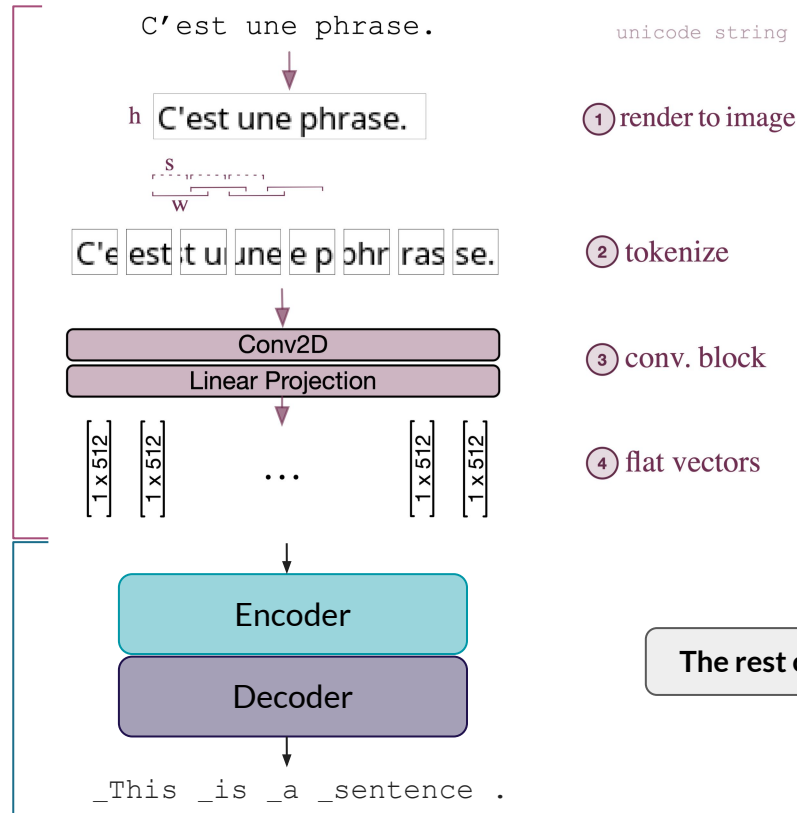 C’est une phrase.
unicode string
h
C'est une phrase.
1 render to image
s
w
C'e est st u une e p phr ras se.
2 tokenize
Conv2D
3 conv. block
Linear Projection
1 x 512 1 x 512 ... 1 x 512 1 x 512
4 flat vectors
Encoder
The rest
Decoder
_This _is _a _sentence .